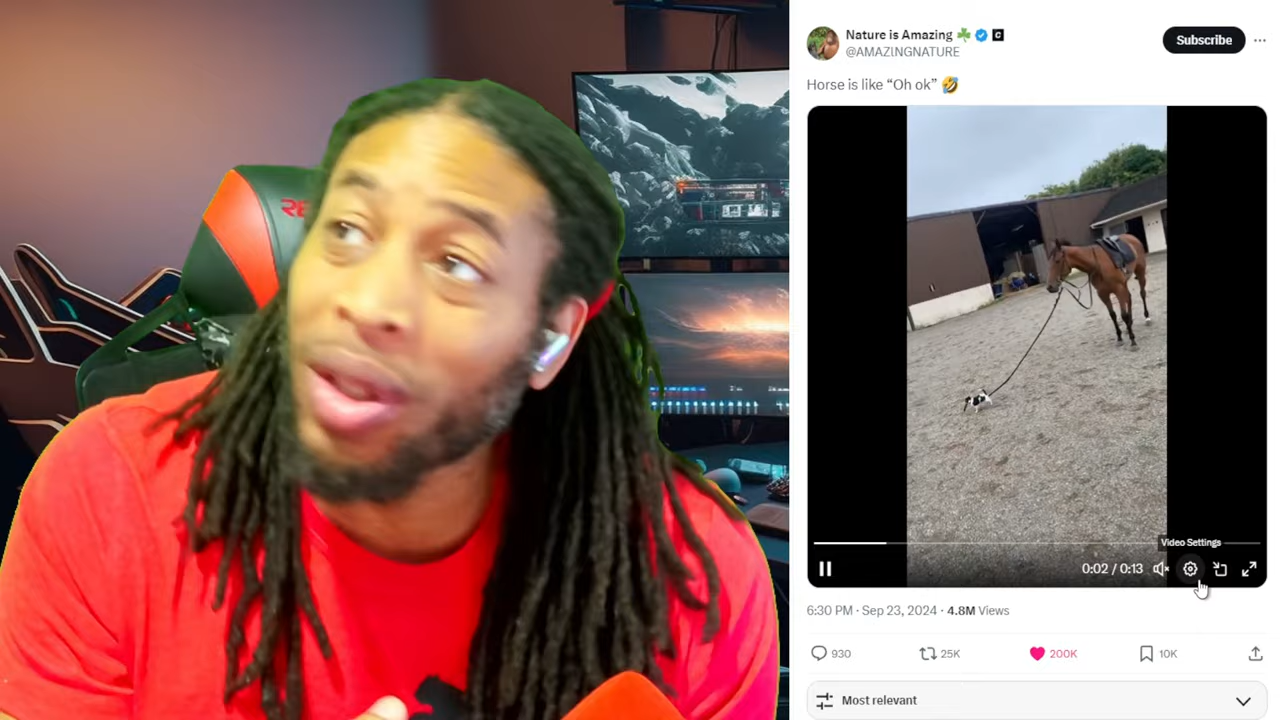 Nature is Amazing ☘️
@AMAZINGNATURE
Subscribe
Horse is like “Oh ok” 🤣
Video Settings
0:02 / 0:13
6:30 PM · Sep 23, 2024 · 4.8M Views
930
25K
200K
10K
Most relevant